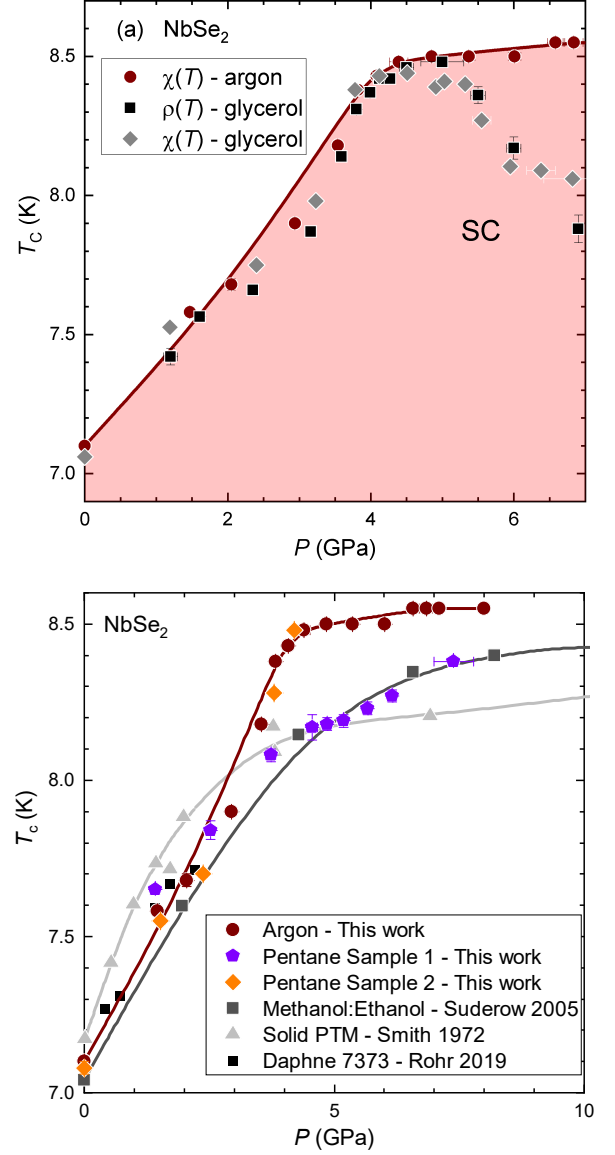 (a) NbSe2
χ(T) - argon
ρ(T) - glycerol
χ(T) - glycerol
8.5
8.0
7.5
7.0
TC (K)
SC
0 2 4 6
P (GPa)
NbSe2
8.5
8.0
7.5
7.0
Tc (K)
Argon - This work
Pentane Sample 1 - This work
Pentane Sample 2 - This work
Methanol:Ethanol - Suderow 2005
Solid PTM - Smith 1972
Daphne 7373 - Rohr 2019
0 5 10
P (GPa)